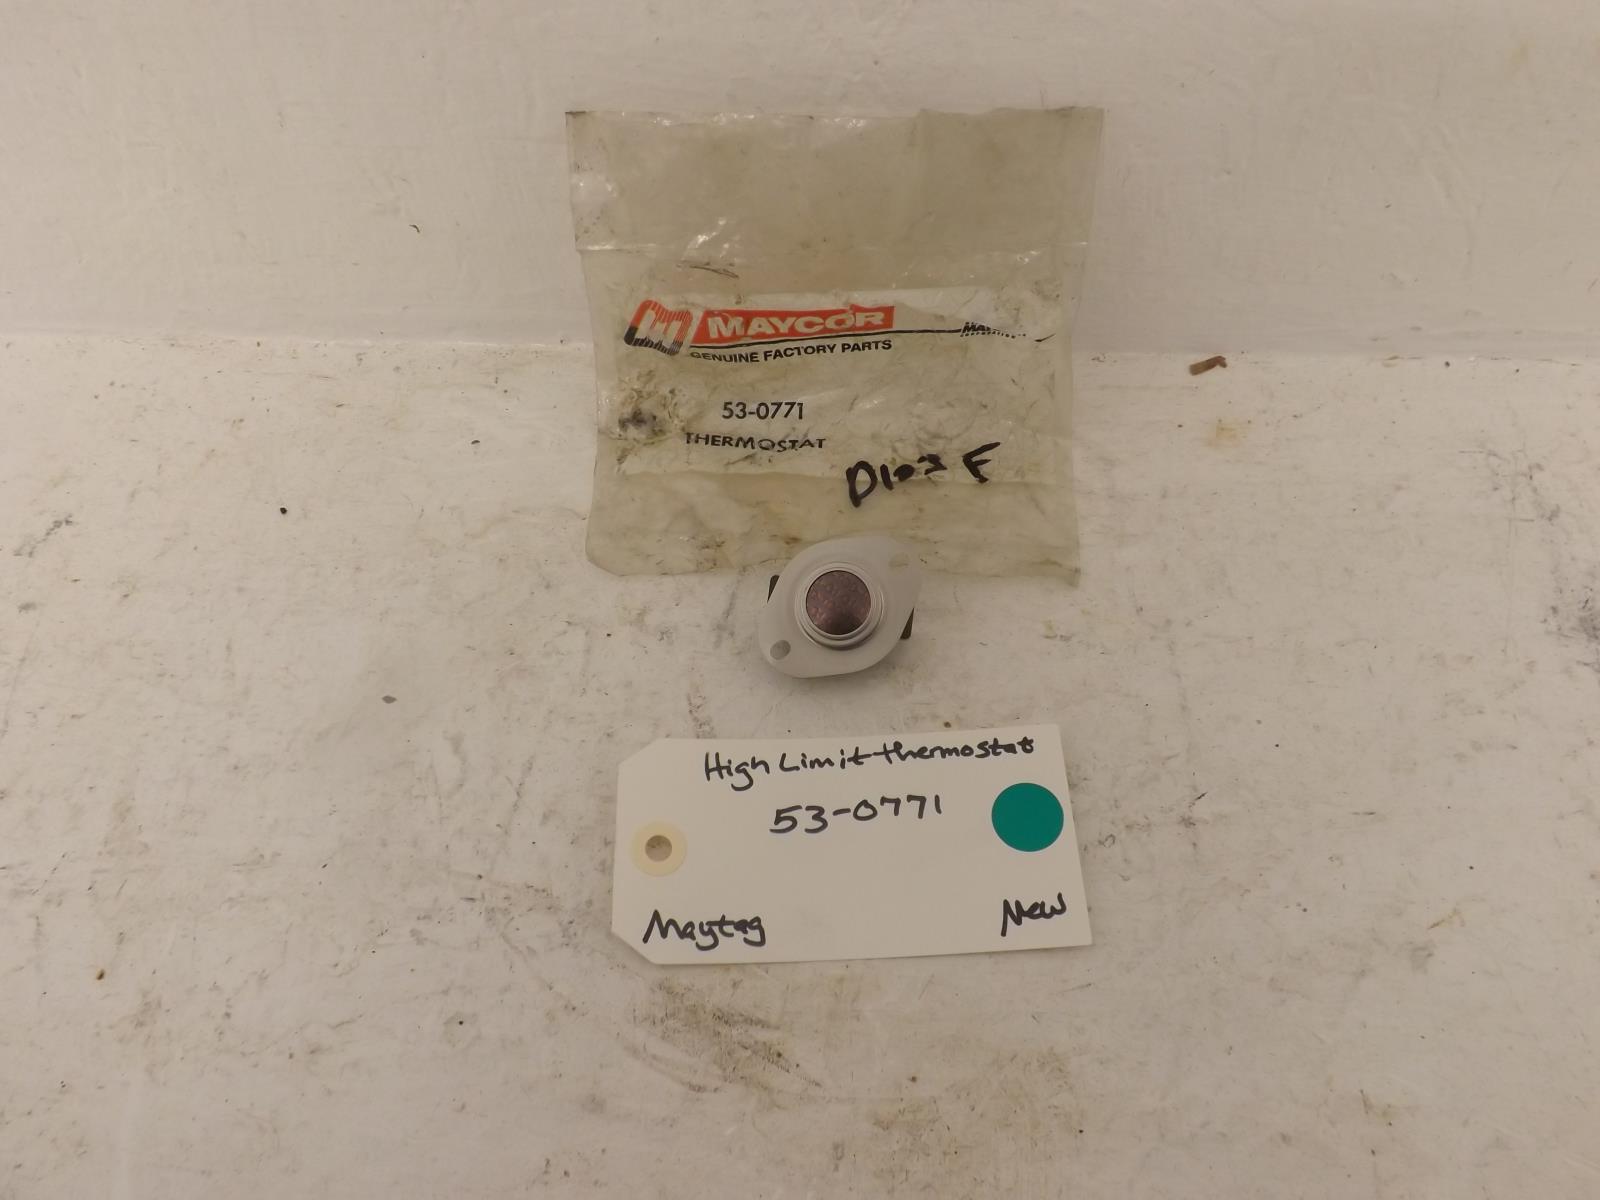 MAYCOR
GENUINE FACTORY PARTS
53-0771
THERMOSTAT
High Limit thermostat
53-0771
Maytag
New